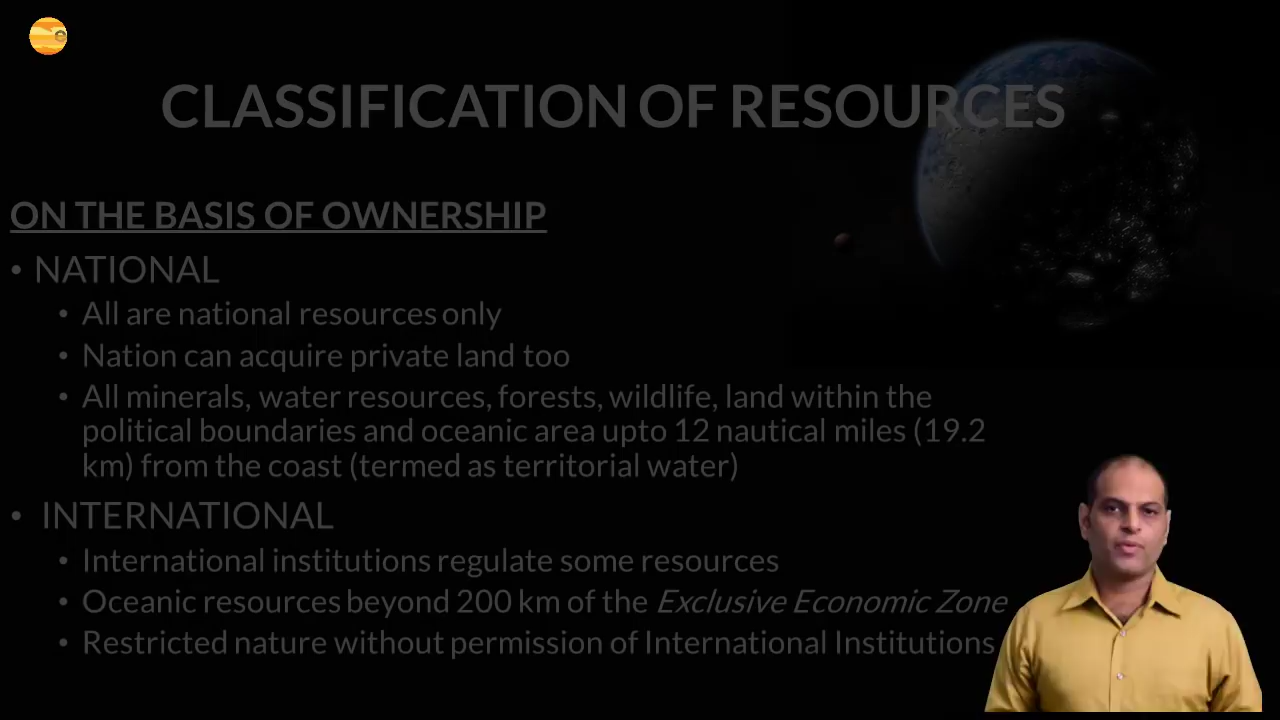 CLASSIFICATION OF RESOURCES
ON THE BASIS OF OWNERSHIP
• NATIONAL
• All are national resources only
• Nation can acquire private land too
• All minerals, water resources, forests, wildlife, land within the
political boundaries and oceanic area upto 12 nautical miles (19.2
km) from the coast (termed as territorial water)
• INTERNATIONAL
• International institutions regulate some resources
• Oceanic resources beyond 200 km of the Exclusive Economic Zone
• Restricted nature without permission of International Institutions